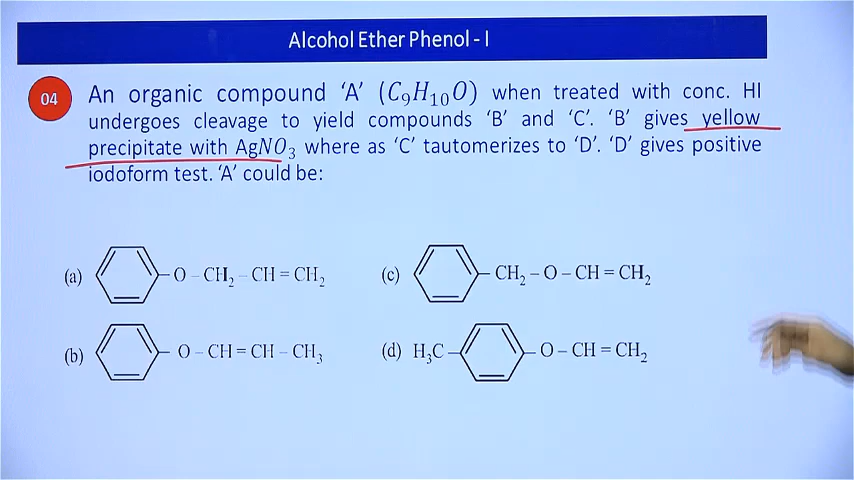 Alcohol Ether Phenol - I
04
An organic compound ‘A’ (C₉H₁₀O) when treated with conc. HI
undergoes cleavage to yield compounds ‘B’ and ‘C’. ‘B’ gives yellow
precipitate with AgNO₃ where as ‘C’ tautomerizes to ‘D’. ‘D’ gives positive
iodoform test. ‘A’ could be:
(a) O – CH₂ – CH = CH₂
(c) CH₂ – O – CH = CH₂
(b) O – CH = CH – CH₃
(d) H₃C O – CH = CH₂